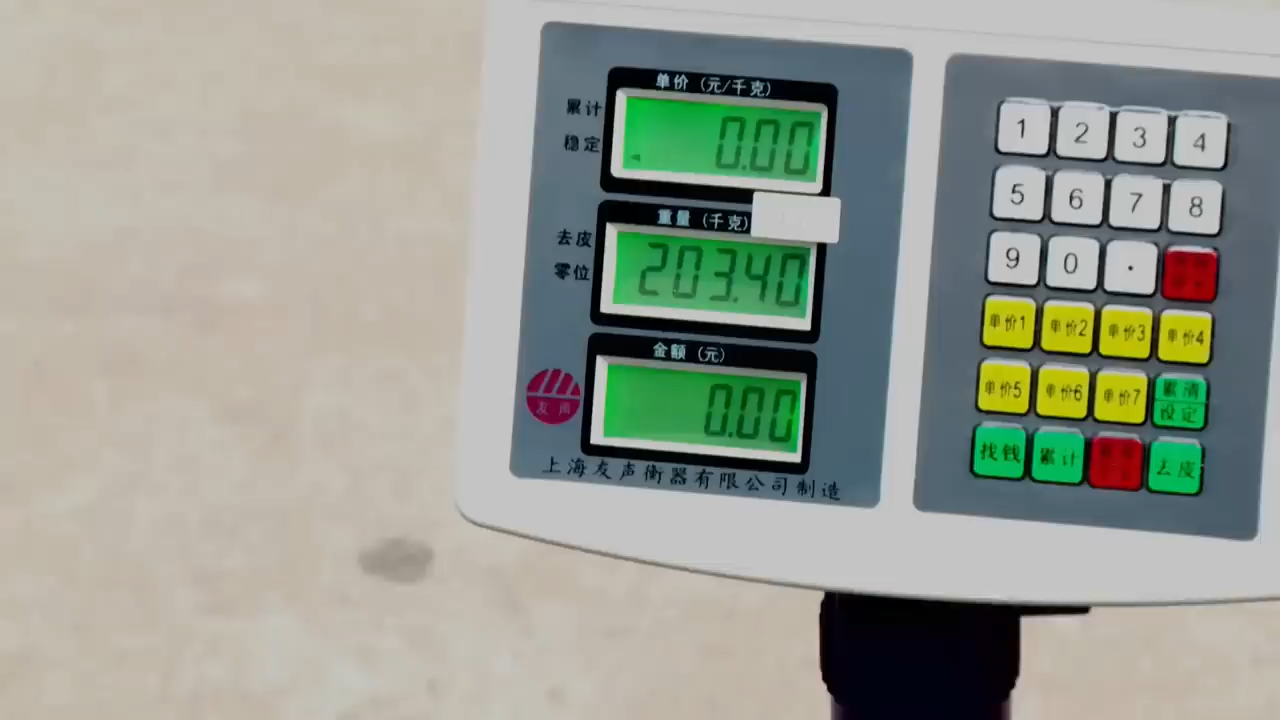 单价 (元/千克)
累计
稳定
0.00
重量 (千克)
去皮
零位
203.40
金额 (元)
0.00
友声
上海友声衡器有限公司制造
1 2 3 4
5 6 7 8
9 0 .
单价1 单价2 单价3 单价4
单价5 单价6 单价7 累清
设定
找钱 累计 去皮